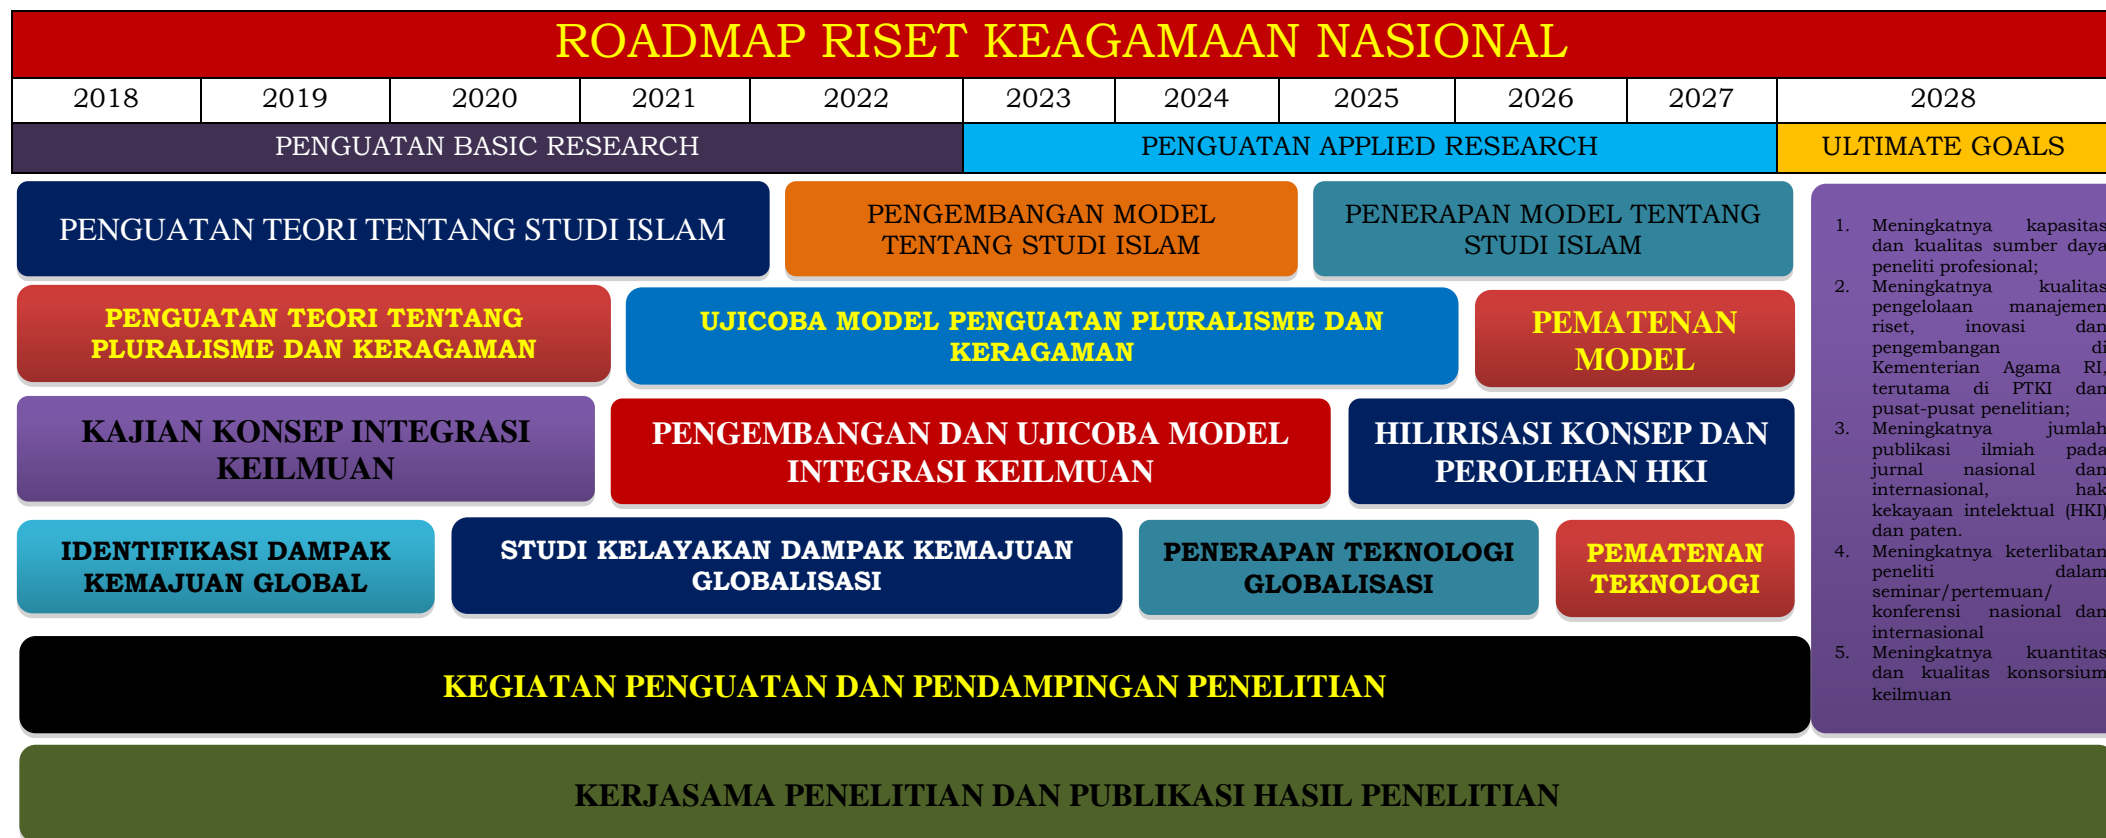 ROADMAP RISET KEAGAMAAN NASIONAL
2018 2019 2020 2021 2022 2023 2024 2025 2026 2027 2028
PENGUATAN BASIC RESEARCH PENGUATAN APPLIED RESEARCH ULTIMATE GOALS
PENGUATAN TEORI TENTANG STUDI ISLAM
PENGEMBANGAN MODEL
TENTANG STUDI ISLAM
PENERAPAN MODEL TENTANG
STUDI ISLAM
PENGUATAN TEORI TENTANG
PLURALISME DAN KERAGAMAN
UJICOBA MODEL PENGUATAN PLURALISME DAN
KERAGAMAN
PEMATENAN
MODEL
KAJIAN KONSEP INTEGRASI
KEILMUAN
PENGEMBANGAN DAN UJICOBA MODEL
INTEGRASI KEILMUAN
HILIRISASI KONSEP DAN
PEROLEHAN HKI
IDENTIFIKASI DAMPAK
KEMAJUAN GLOBAL
STUDI KELAYAKAN DAMPAK KEMAJUAN
GLOBALISASI
PENERAPAN TEKNOLOGI
GLOBALISASI
PEMATENAN
TEKNOLOGI
1. Meningkatnya kapasitas
dan kualitas sumber daya
peneliti profesional;
2. Meningkatnya kualitas
pengelolaan manajemen
riset, inovasi dan
pengembangan di
Kementerian Agama RI,
terutama di PTKI dan
pusat-pusat penelitian;
3. Meningkatnya jumlah
publikasi ilmiah pada
jurnal nasional dan
internasional, hak
kekayaan intelektual (HKI)
dan paten.
4. Meningkatnya keterlibatan
peneliti dalam
seminar/pertemuan/
konferensi nasional dan
internasional
5. Meningkatnya kuantitas
dan kualitas konsorsium
keilmuan
KEGIATAN PENGUATAN DAN PENDAMPINGAN PENELITIAN
KERJASAMA PENELITIAN DAN PUBLIKASI HASIL PENELITIAN